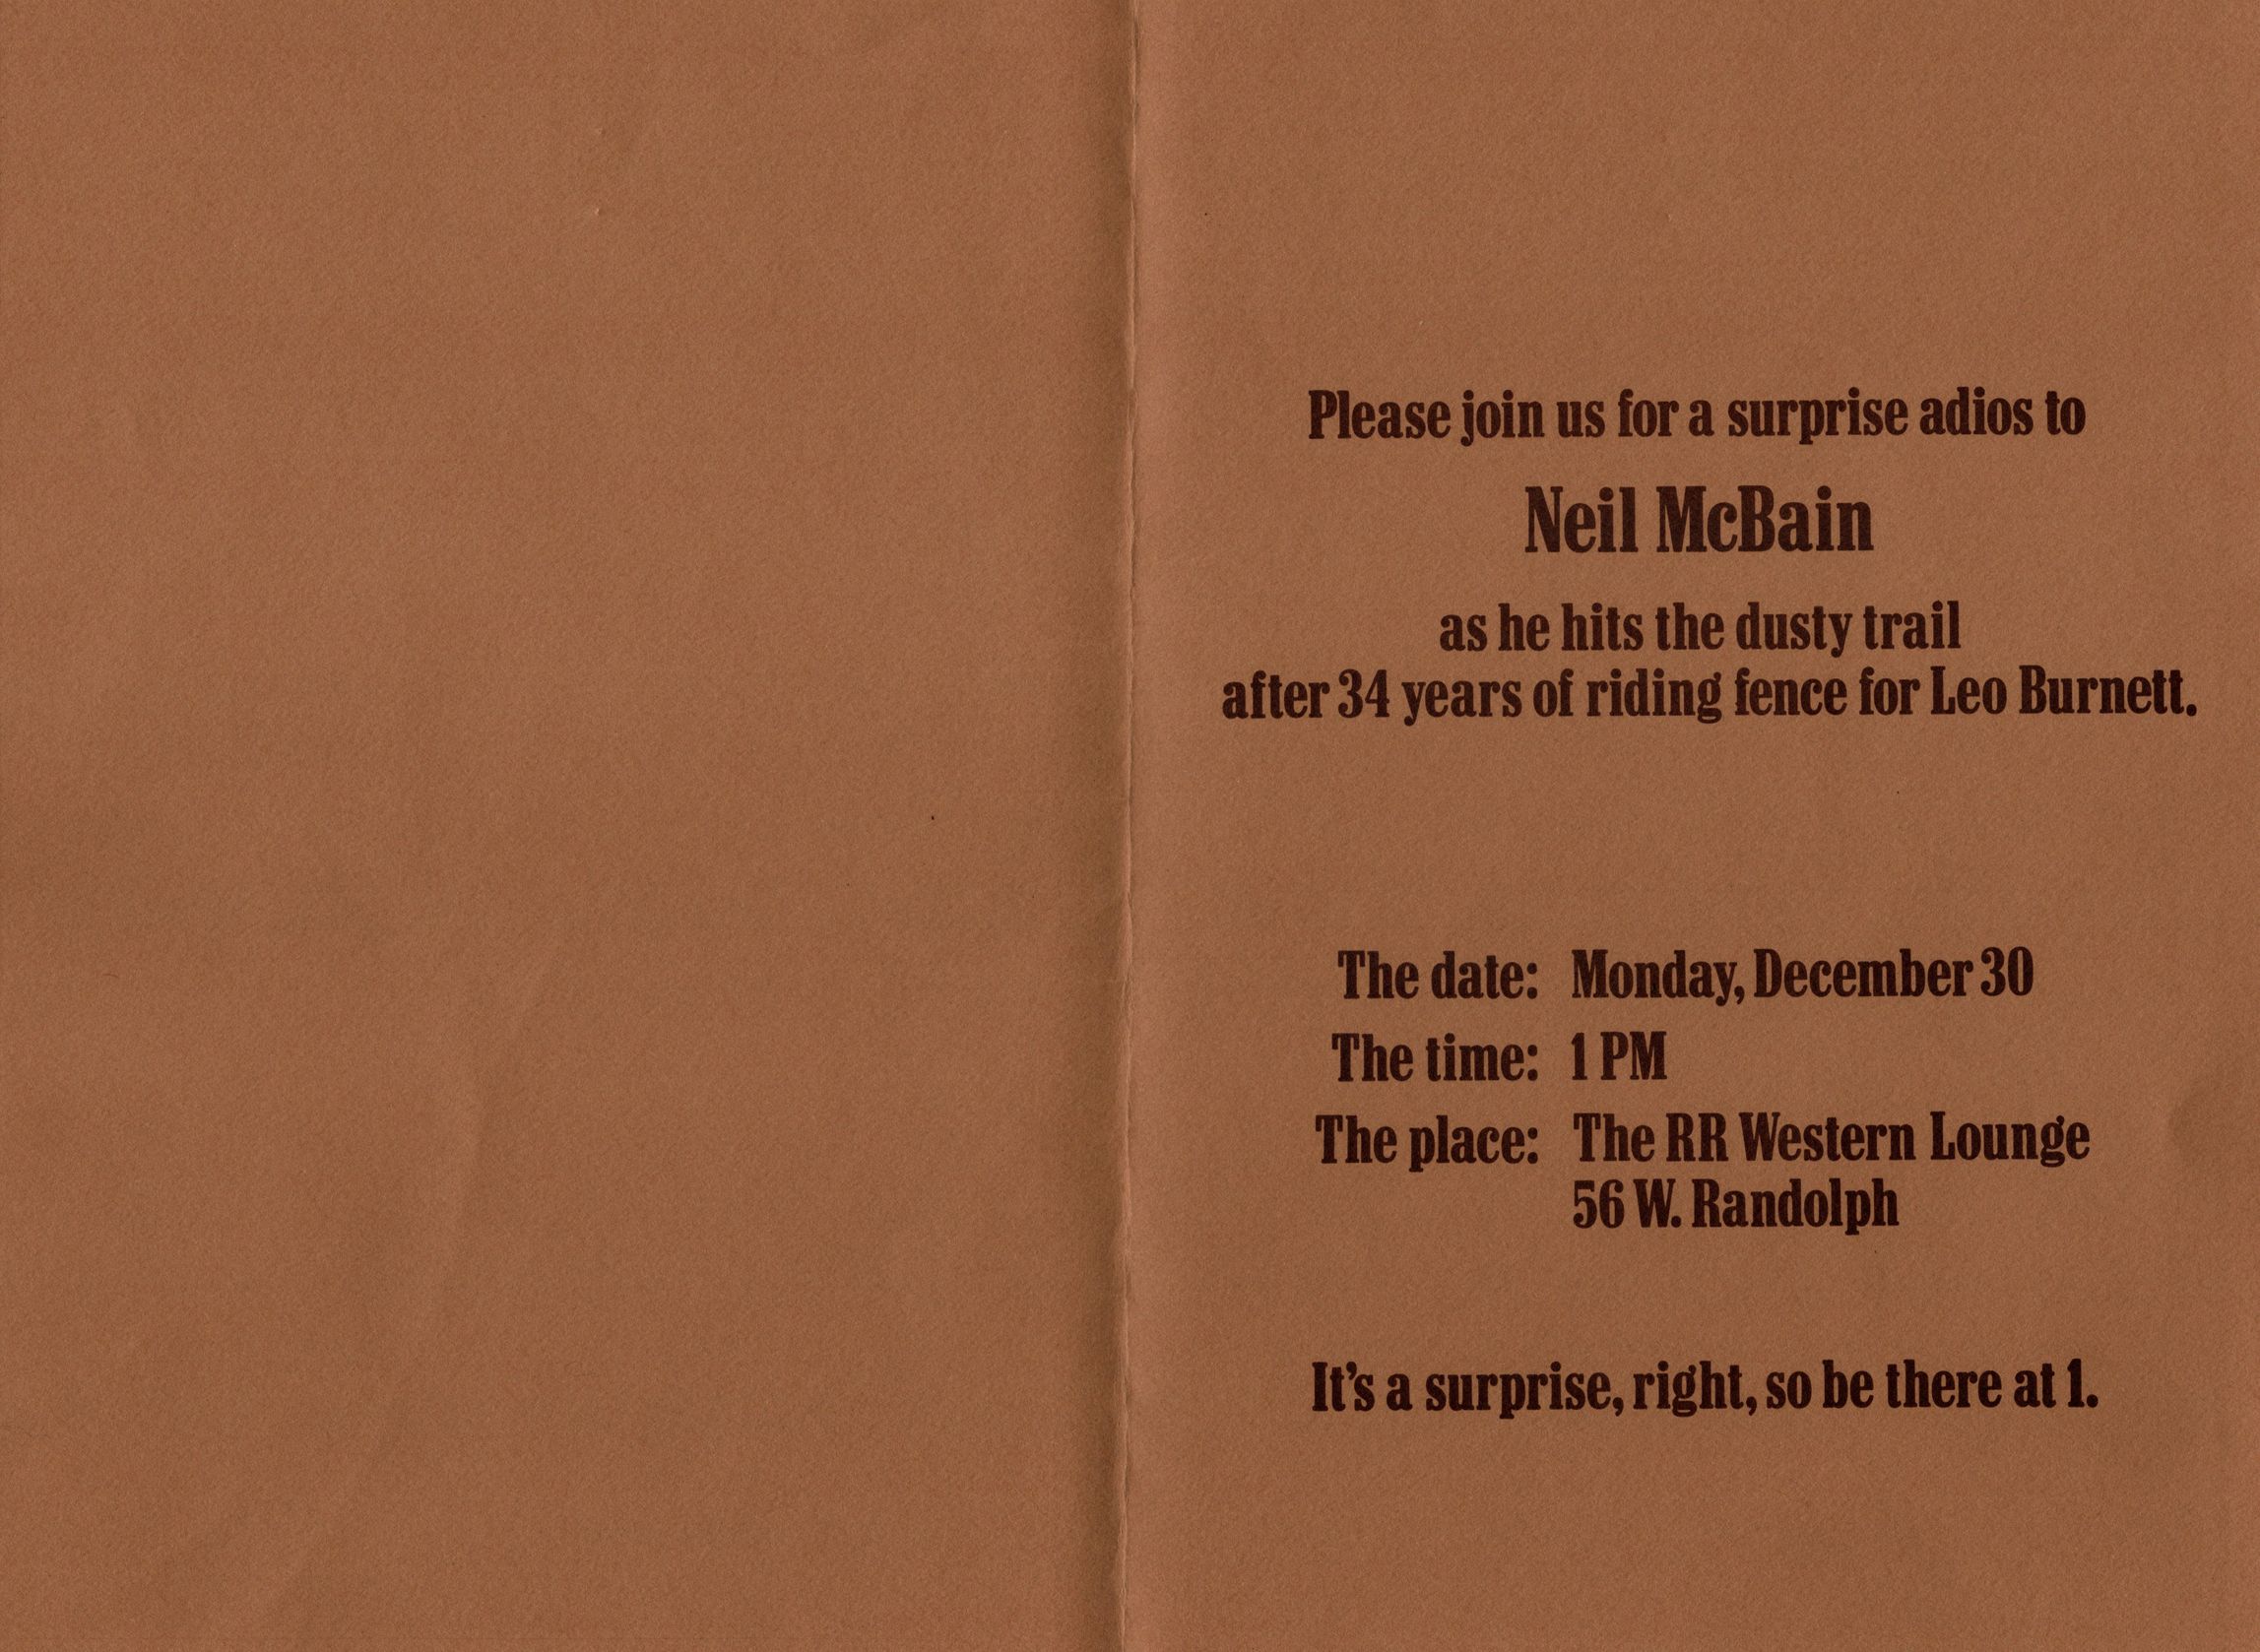 Please join us for a surprise adios to
Neil McBain
as he hits the dusty trail
after 34 years of riding fence for Leo Burnett.
The date: Monday, December 30
The time: 1 PM
The place: The RR Western Lounge
56 W. Randolph
It's a surprise, right, so be there at 1.